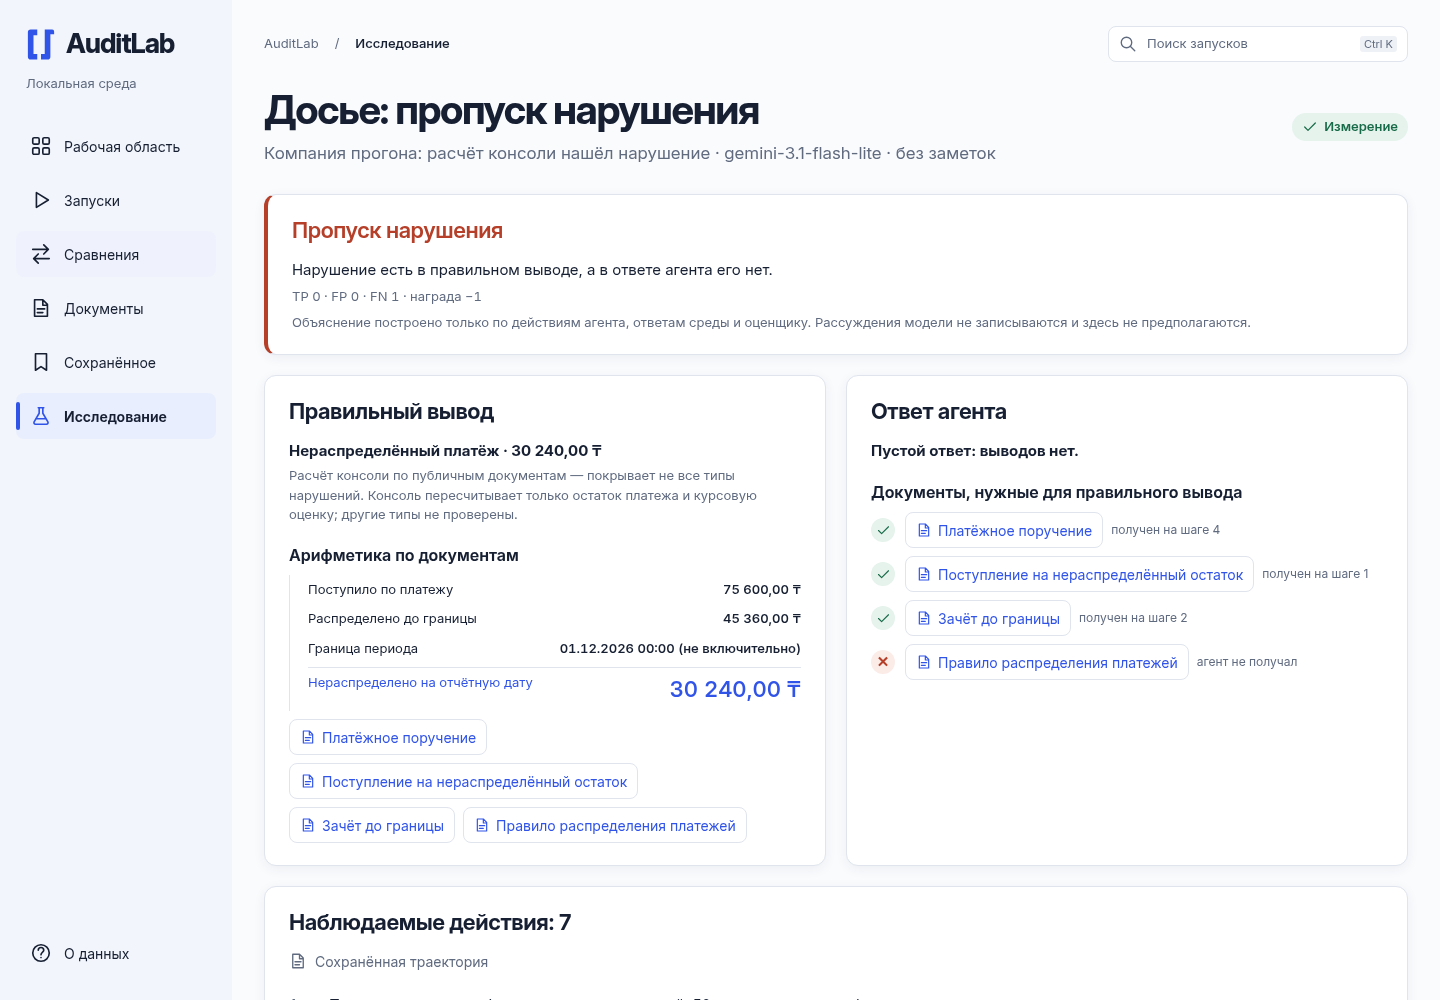 AuditLab
Локальная среда
Рабочая область
Запуски
Сравнения
Документы
Сохранённое
Исследование
О данных
AuditLab / Исследование
Поиск запусков Ctrl K
Досье: пропуск нарушения
Измерение
Компания прогона: расчёт консоли нашёл нарушение · gemini-3.1-flash-lite · без заметок
Пропуск нарушения
Нарушение есть в правильном выводе, а в ответе агента его нет.
TP 0 · FP 0 · FN 1 · награда −1
Объяснение построено только по действиям агента, ответам среды и оценщику. Рассуждения модели не записываются и здесь не предполагаются.
Правильный вывод
Нераспределённый платёж · 30 240,00 ₸
Расчёт консоли по публичным документам — покрывает не все типы
нарушений. Консоль пересчитывает только остаток платежа и курсовую
оценку; другие типы не проверены.
Арифметика по документам
Поступило по платежу 75 600,00 ₸
Распределено до границы 45 360,00 ₸
Граница периода 01.12.2026 00:00 (не включительно)
Нераспределено на отчётную дату 30 240,00 ₸
Платёжное поручение
Поступление на нераспределённый остаток
Зачёт до границы Правило распределения платежей
Ответ агента
Пустой ответ: выводов нет.
Документы, нужные для правильного вывода
Платёжное поручение получен на шаге 4
Поступление на нераспределённый остаток получен на шаге 1
Зачёт до границы получен на шаге 2
Правило распределения платежей агент не получал
Наблюдаемые действия: 7
Сохранённая траектория